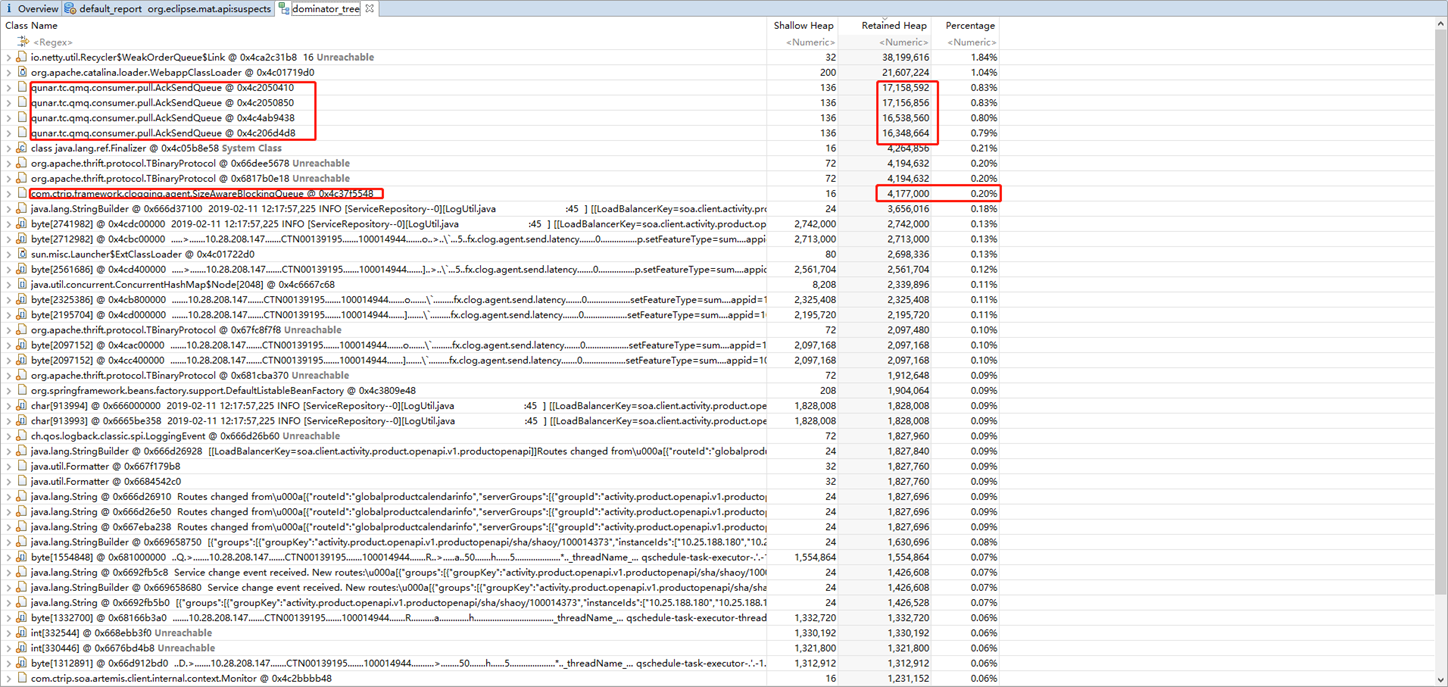 i Overview default_report org.eclipse.mat.api:suspects dominator_tree
Class Name Shallow Heap Retained Heap Percentage
<Regex> <Numeric> <Numeric> <Numeric>
io.netty.util.Recycler$WeakOrderQueue$Link @ 0x4ca2c31b8 16 Unreachable 32 38,199,616 1.84%
org.apache.catalina.loader.WebappClassLoader @ 0x4c01719d0 200 21,607,224 1.04%
qunar.tc.qmq.consumer.pull.AckSendQueue @ 0x4c2050410 136 17,158,592 0.83%
qunar.tc.qmq.consumer.pull.AckSendQueue @ 0x4c2050850 136 17,156,856 0.83%
qunar.tc.qmq.consumer.pull.AckSendQueue @ 0x4c4ab9438 136 16,538,560 0.80%
qunar.tc.qmq.consumer.pull.AckSendQueue @ 0x4c206d4d8 136 16,348,664 0.79%
class java.lang.ref.Finalizer @ 0x4c05b8e58 System Class 16 4,264,856 0.21%
org.apache.thrift.protocol.TBinaryProtocol @ 0x66dee5678 Unreachable 72 4,194,632 0.20%
org.apache.thrift.protocol.TBinaryProtocol @ 0x6817b0e18 Unreachable 72 4,194,632 0.20%
com.ctrip.framework.clogging.agent.SizeAwareBlockingQueue @ 0x4c37f5548 16 4,177,000 0.20%
java.lang.StringBuilder @ 0x666d37100 2019-02-11 12:17:57,225 INFO [ServiceRepository--0][LogUtil.java :45 ] [[LoadBalancerKey=soa.client.activity.pro 24 3,656,016 0.18%
byte[2741982] @ 0x4cdc00000 .....>.......10.28.208.147.......CTN00139195.......100014944.......o.......\`.......fx.clog.agent.send.latency.......0.......................setFeatureType=sum....appid=1 2,742,000 2,742,000 0.13%
byte[2712982] @ 0x4cbc00000 .....>.......10.28.208.147.......CTN00139195.......100014944.......o..>..\`...5..fx.clog.agent.send.latency.......0...............p.setFeatureType=sum....appi 2,713,000 2,713,000 0.13%
sun.misc.Launcher$ExtClassLoader @ 0x4c01722d0 80 2,698,336 0.13%
byte[2561686] @ 0x4cd400000 .....>.......10.28.208.147.......CTN00139195.......100014944.......]..>..\`...5..fx.clog.agent.send.latency.......0.................setFeatureType=sum....appi 2,561,704 2,561,704 0.12%
java.util.concurrent.ConcurrentHashMap$Node[2048] @ 0x4c6667c68 8,208 2,339,896 0.11%
byte[2325386] @ 0x4cb800000 .......10.28.208.147.......CTN00139195.......100014944.......o.......\`.......fx.clog.agent.send.latency.......0.......................setFeatureType=sum....appid=1 2,325,408 2,325,408 0.11%
byte[2195704] @ 0x4cd000000 .......10.28.208.147.......CTN00139195.......100014944.......].......\`.......fx.clog.agent.send.latency.......0.......................setFeatureType=sum....appid=10 2,195,720 2,195,720 0.11%
org.apache.thrift.protocol.TBinaryProtocol @ 0x67fc8f7f8 Unreachable 72 2,097,480 0.10%
byte[2097152] @ 0x4cac00000 .......10.28.208.147.......CTN00139195.......100014944.......o.......\`.......fx.clog.agent.send.latency.......0.......................setFeatureType=sum....appid=1 2,097,168 2,097,168 0.10%
byte[2097152] @ 0x4cc400000 .......10.28.208.147.......CTN00139195.......100014944.......].......\`.......fx.clog.agent.send.latency.......0.......................setFeatureType=sum....appid=10 2,097,168 2,097,168 0.10%
org.apache.thrift.protocol.TBinaryProtocol @ 0x681cba370 Unreachable 72 1,912,648 0.09%
org.springframework.beans.factory.support.DefaultListableBeanFactory @ 0x4c3809e48 208 1,904,064 0.09%
char[913994] @ 0x666000000 2019-02-11 12:17:57,225 INFO [ServiceRepository--0][LogUtil.java :45 ] [[LoadBalancerKey=soa.client.activity.product.ope 1,828,008 1,828,008 0.09%
char[913993] @ 0x6665be358 2019-02-11 12:17:57,225 INFO [ServiceRepository--0][LogUtil.java :45 ] [[LoadBalancerKey=soa.client.activity.product.ope 1,828,008 1,828,008 0.09%
ch.qos.logback.classic.spi.LoggingEvent @ 0x666d26b60 Unreachable 72 1,827,960 0.09%
java.lang.StringBuilder @ 0x666d26928 [[LoadBalancerKey=soa.client.activity.product.openapi.v1.productopenapi]]Routes changed from\u000a[{"routeId":"globalprodu 24 1,827,840 0.09%
java.util.Formatter @ 0x667f179b8 32 1,827,760 0.09%
java.util.Formatter @ 0x6684542c0 32 1,827,760 0.09%
java.lang.String @ 0x666d26910 Routes changed from\u000a[{"routeId":"globalproductcalendarinfo","serverGroups":[{"groupId":"activity.product.openapi.v1.productop 24 1,827,696 0.09%
java.lang.String @ 0x666d26e50 Routes changed from\u000a[{"routeId":"globalproductcalendarinfo","serverGroups":[{"groupId":"activity.product.openapi.v1.productop 24 1,827,696 0.09%
java.lang.String @ 0x667eba238 Routes changed from\u000a[{"routeId":"globalproductcalendarinfo","serverGroups":[{"groupId":"activity.product.openapi.v1.productop 24 1,827,696 0.09%
java.lang.StringBuilder @ 0x669658750 [{"groups":[{"groupKey":"activity.product.openapi.v1.productopenapi/sha/shaoy/100014373","instanceIds":["10.25.188.180","10.2 24 1,630,696 0.08%
byte[1554848] @ 0x681000000 ..Q.>.......10.28.208.147.......CTN00139195.......100014944.......R..>.....a..50......h......5..................*.._threadName_... qschedule-task-executor-.'.-1 1,554,864 1,554,864 0.07%
java.lang.String @ 0x6692fb5c8 Service change event received. New routes:\u000a[{"groups":[{"groupKey":"activity.product.openapi.v1.productopenapi/sha/shaoy/1000 24 1,426,608 0.07%
java.lang.StringBuilder @ 0x669658680 Service change event received. New routes:\u000a[{"groups":[{"groupKey":"activity.product.openapi.v1.productopenapi/sha/shaoy 24 1,426,608 0.07%
java.lang.String @ 0x6692fb5b0 [{"groups":[{"groupKey":"activity.product.openapi.v1.productopenapi/sha/shaoy/100014373","instanceIds":["10.25.188.180","10.25.18 24 1,426,528 0.07%
byte[1332700] @ 0x68166b3a0 .......10.28.208.147.......CTN00139195.......100014944.......R..........a..............h..................................._threadName_... qschedule-task-executor-thread 1,332,720 1,332,720 0.06%
int[332544] @ 0x668ebb3f0 Unreachable 1,330,192 1,330,192 0.06%
int[330446] @ 0x6676bd4b8 Unreachable 1,321,800 1,321,800 0.06%
byte[1312891] @ 0x66d912bd0 ..D.>.......10.28.208.147.......CTN00139195.......100014944..........>.......50......h......5..................*.._threadName_... qschedule-task-executor-.'.-1. 1,312,912 1,312,912 0.06%
com.ctrip.soa.artemis.client.internal.context.Monitor @ 0x4c2bbbb48 16 1,231,152 0.06%